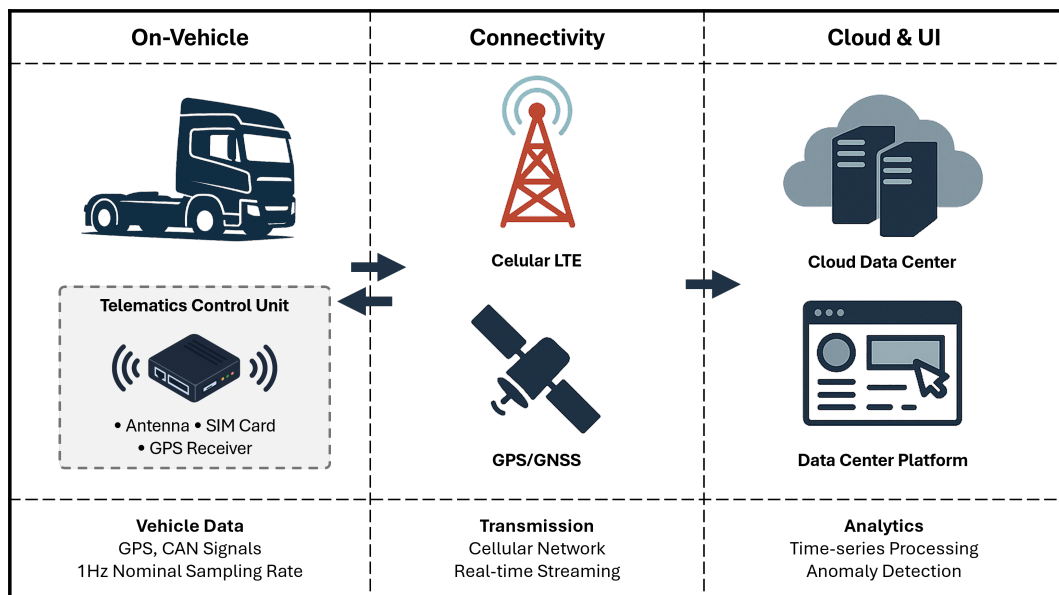 On-Vehicle
Connectivity
Cloud & UI
Celular LTE
Cloud Data Center
Telematics Control Unit
• Antenna • SIM Card
• GPS Receiver
GPS/GNSS
Data Center Platform
Vehicle Data
GPS, CAN Signals
1Hz Nominal Sampling Rate
Transmission
Cellular Network
Real-time Streaming
Analytics
Time-series Processing
Anomaly Detection